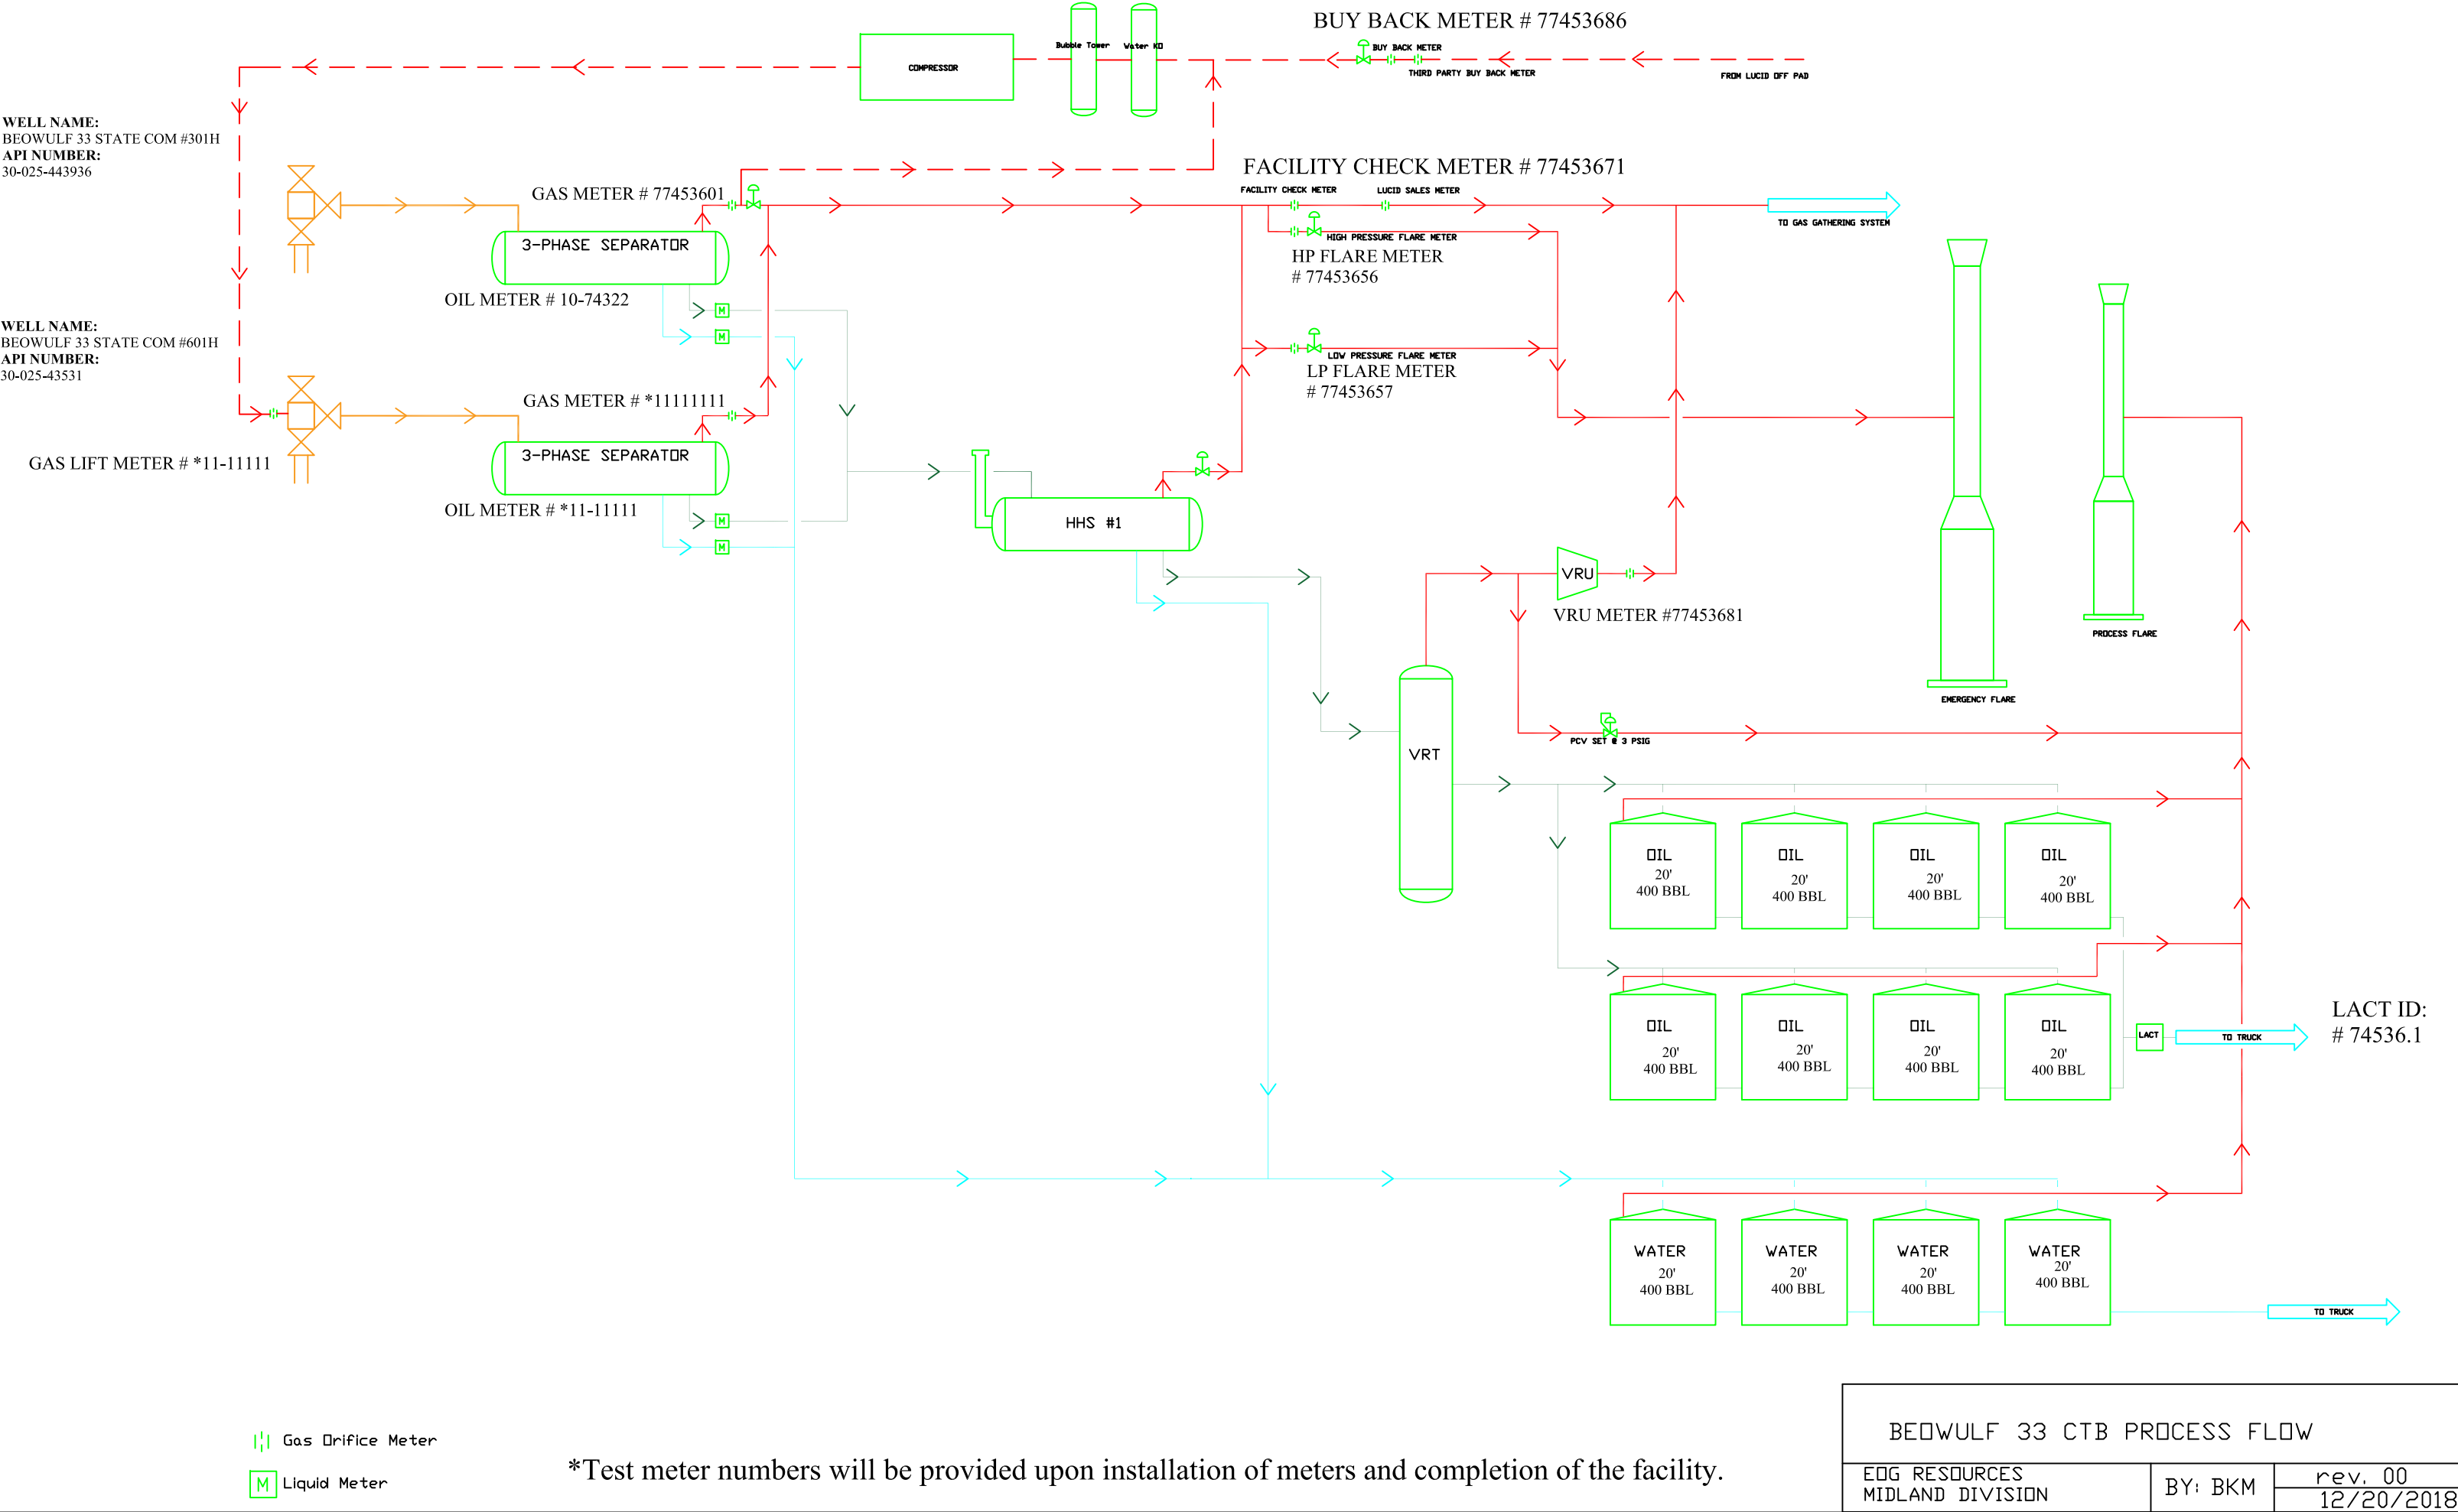 BUY BACK METER # 77453686
Bubble Tower
Water KO
BUY BACK METER
COMPRESSOR
THIRD PARTY BUY BACK METER
FROM LUCID OFF PAD
WELL NAME:
BEOWULF 33 STATE COM #301H
API NUMBER:
30-025-443936
FACILITY CHECK METER # 77453671
GAS METER # 77453601
FACILITY CHECK METER
LUCID SALES METER
TO GAS GATHERING SYSTEM
3-PHASE SEPARATOR
HIGH PRESSURE FLARE METER
HP FLARE METER
# 77453656
OIL METER # 10-74322
M
M
WELL NAME:
BEOWULF 33 STATE COM #601H
API NUMBER:
30-025-43531
LOW PRESSURE FLARE METER
LP FLARE METER
# 77453657
GAS METER # *11111111
3-PHASE SEPARATOR
GAS LIFT METER # *11-11111
OIL METER # *11-11111
M
M
HHS #1
VRU
VRU METER #77453681
PROCESS FLARE
EMERGENCY FLARE
PCV SET @ 3 PSIG
VRT
OIL
20'
400 BBL
OIL
20'
400 BBL
OIL
20'
400 BBL
OIL
20'
400 BBL
OIL
20'
400 BBL
OIL
20'
400 BBL
OIL
20'
400 BBL
OIL
20'
400 BBL
LACT
TO TRUCK
LACT ID:
# 74536.1
WATER
20'
400 BBL
WATER
20'
400 BBL
WATER
20'
400 BBL
WATER
20'
400 BBL
TO TRUCK
Gas Orifice Meter
M Liquid Meter
*Test meter numbers will be provided upon installation of meters and completion of the facility.
BEOWULF 33 CTB PROCESS FLOW
EOG RESOURCES
MIDLAND DIVISION
BY: BKM
rev. 00
12/20/2018